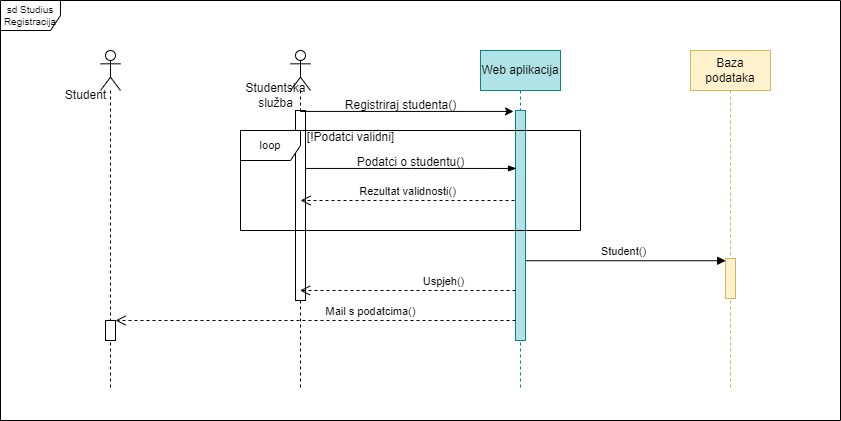 sd Studius
Registracija
Student
Studentska
služba
Web aplikacija
Baza
podataka
Registriraj studenta()
loop
[!Podatci validni]
Podatci o studentu()
Rezultat validnosti()
Student()
Uspjeh()
Mail s podatcima()